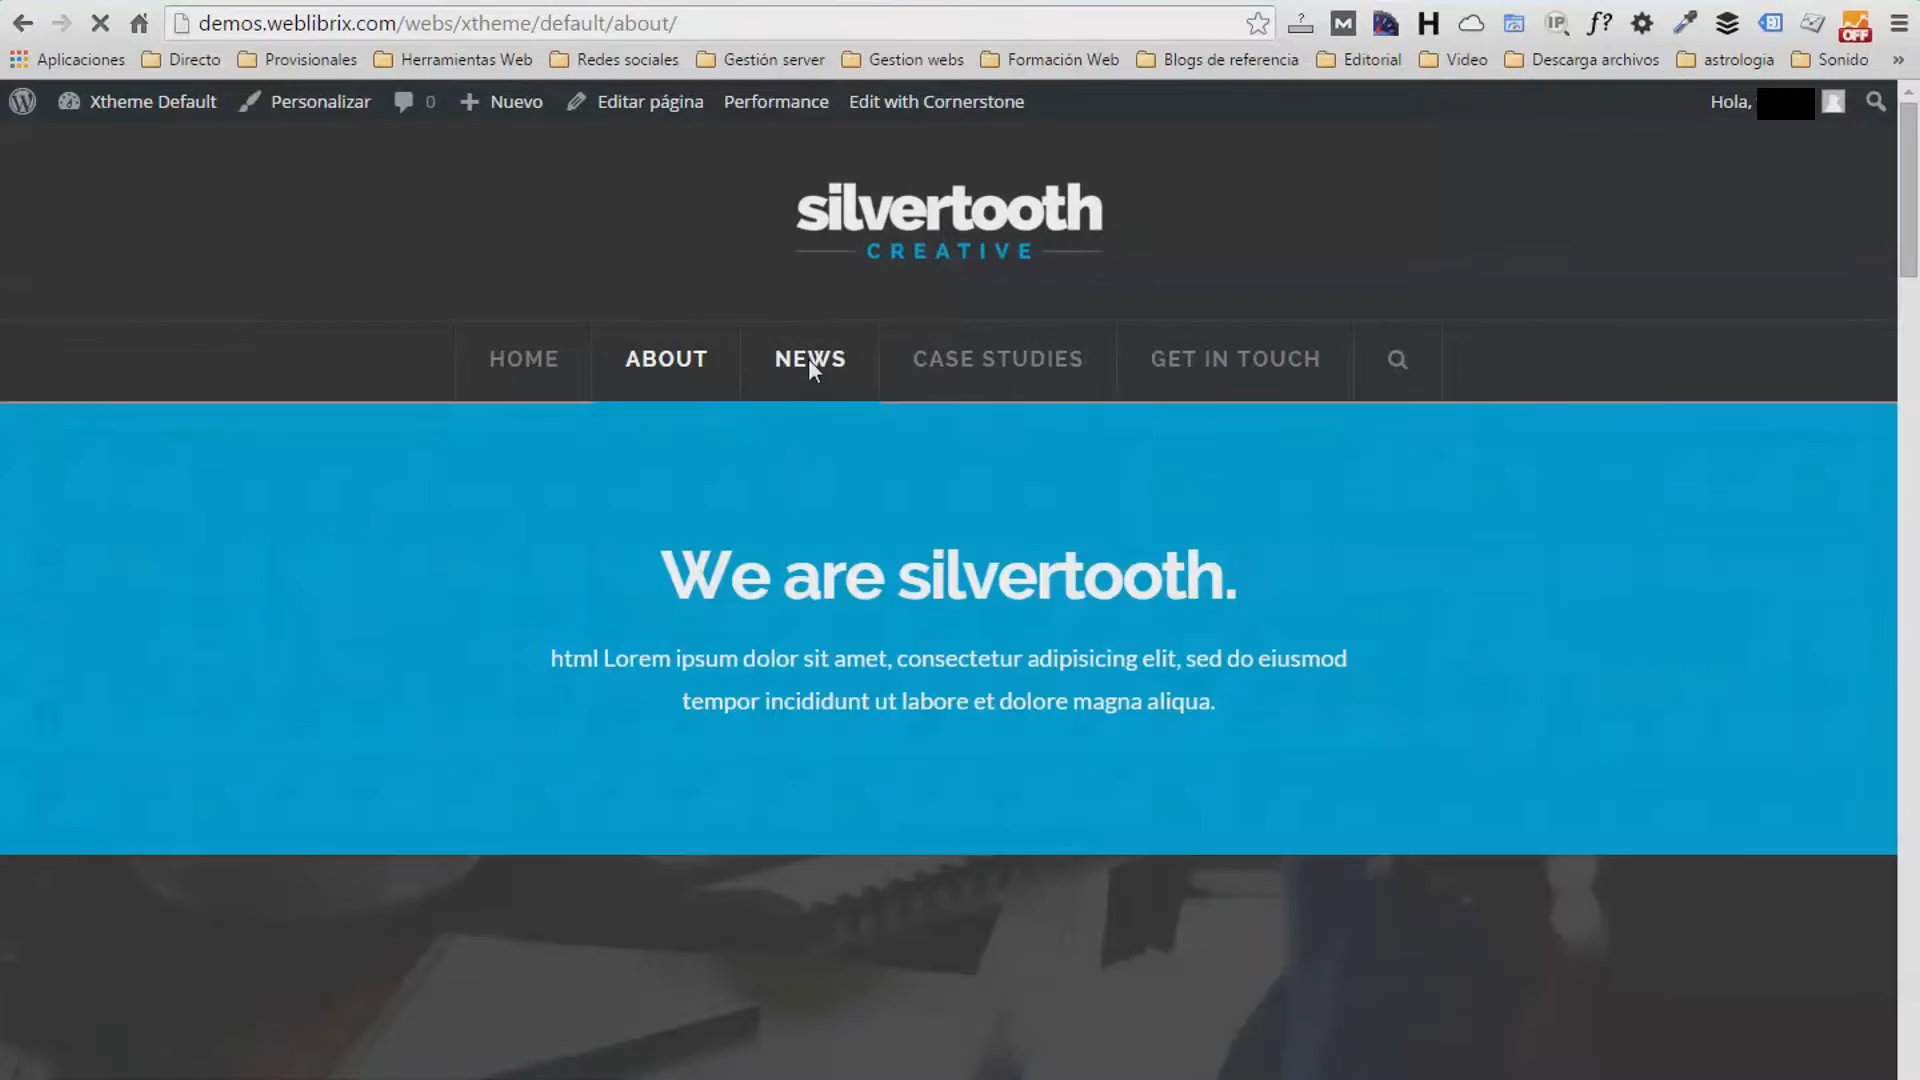 demos.weblibrix.com/webs/xtheme/default/about/
? M H IP f? OFF
Aplicaciones Directo Provisionales Herramientas Web Redes sociales Gestión server Gestion webs Formación Web Blogs de referencia Editorial Video Descarga archivos astrologia Sonido »
Xtheme Default Personalizar 0 Nuevo Editar página Performance Edit with Cornerstone Hola,
silvertooth
CREATIVE
HOME ABOUT NEWS CASE STUDIES GET IN TOUCH
We are silvertooth.
html Lorem ipsum dolor sit amet, consectetur adipisicing elit, sed do eiusmod
tempor incididunt ut labore et dolore magna aliqua.